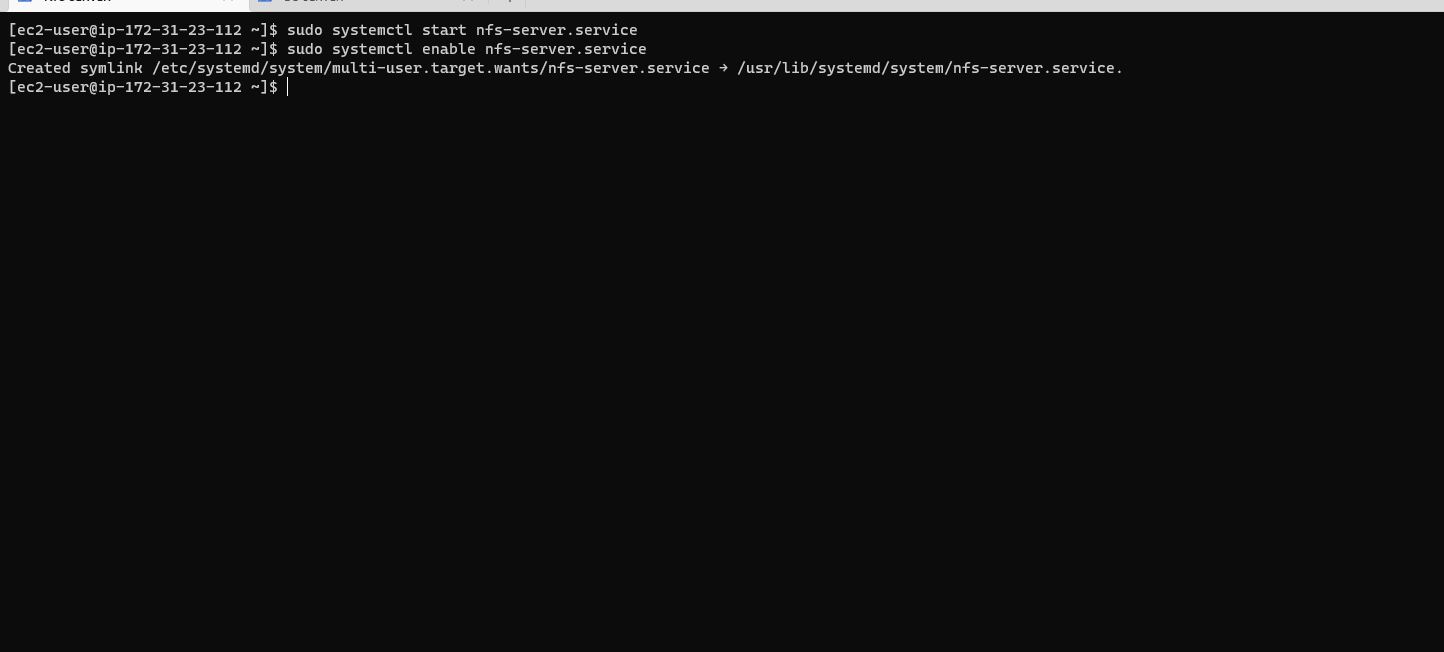 [ec2-user@ip-172-31-23-112 ~]$ sudo systemctl start nfs-server.service
[ec2-user@ip-172-31-23-112 ~]$ sudo systemctl enable nfs-server.service
Created symlink /etc/systemd/system/multi-user.target.wants/nfs-server.service → /usr/lib/systemd/system/nfs-server.service.
[ec2-user@ip-172-31-23-112 ~]$